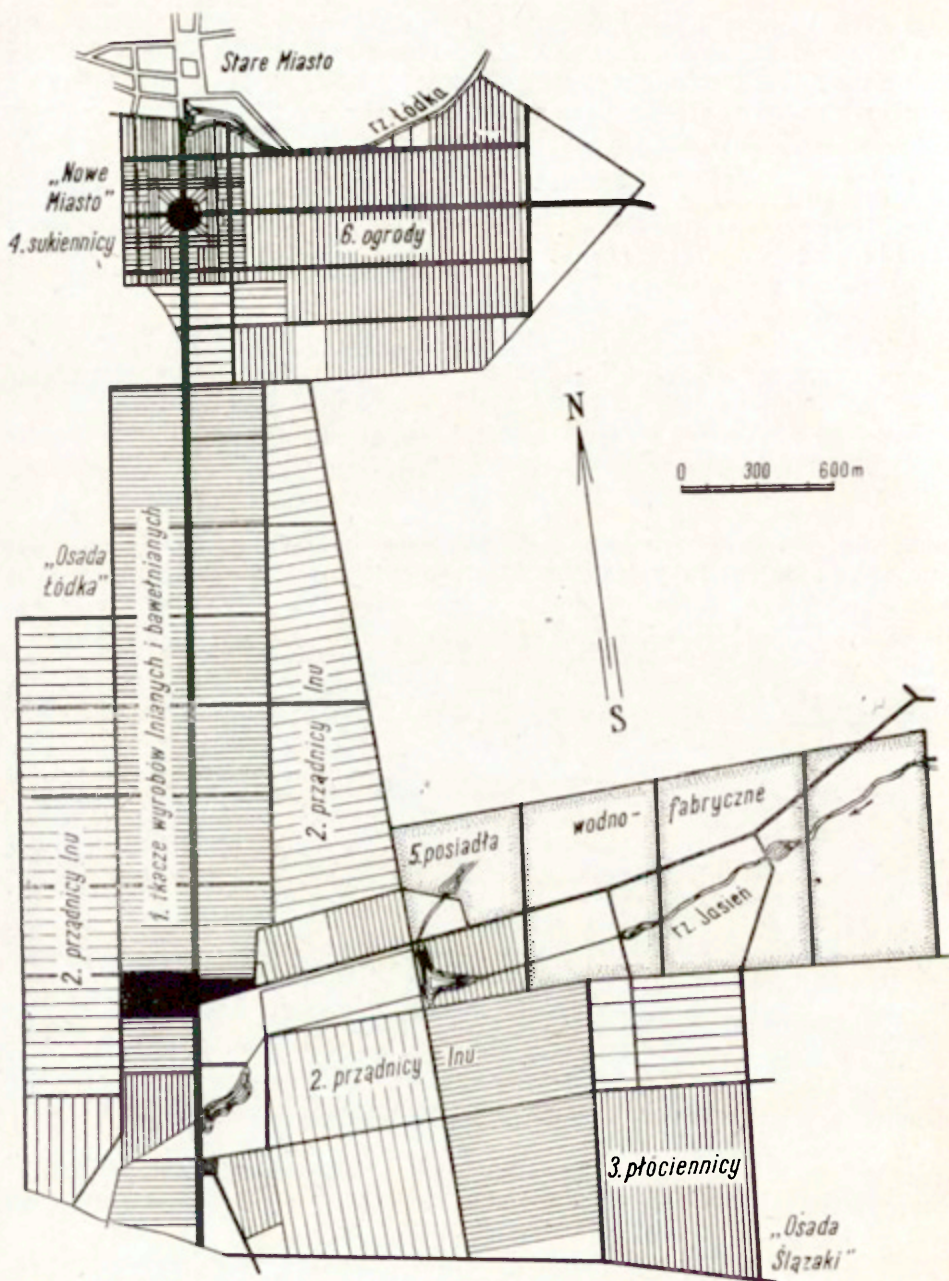 Stare Miasto
rz. Łódka
„Nowe
Miasto"
4. sukiennicy
6. ogrody
N
0 300 600 m
S
„Osada
Łódka"
1. tkacze wyrobów lnianych i bawełnianych
2. prządnicy lnu
2. prządnicy lnu
5. posiadła wodno- fabryczne
rz. Jasień
2. prządnicy lnu
3. płóciennicy
„Osada
Ślązaki"